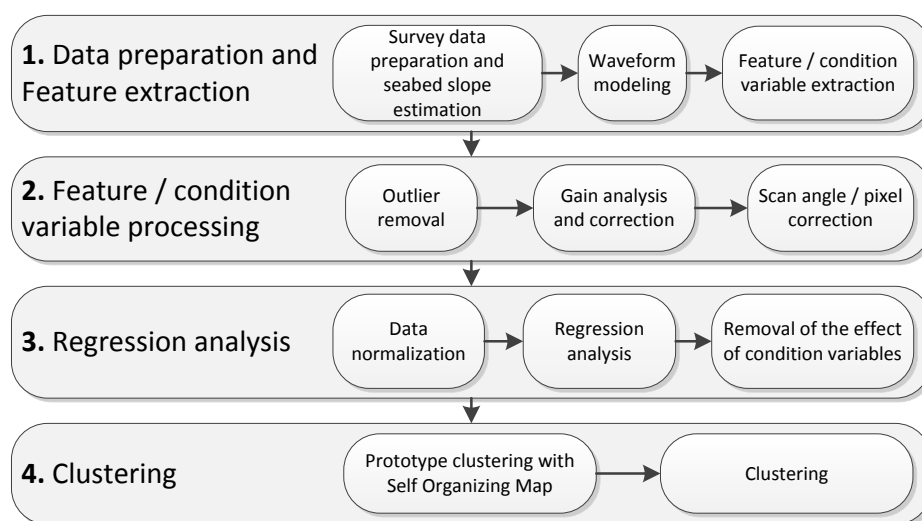 1. Data preparation and
Feature extraction
Survey data
preparation and
seabed slope
estimation
Waveform
modeling
Feature / condition
variable extraction
2. Feature / condition
variable processing
Outlier
removal
Gain analysis
and correction
Scan angle / pixel
correction
3. Regression analysis
Data
normalization
Regression
analysis
Removal of the effect
of condition variables
4. Clustering
Prototype clustering with
Self Organizing Map
Clustering